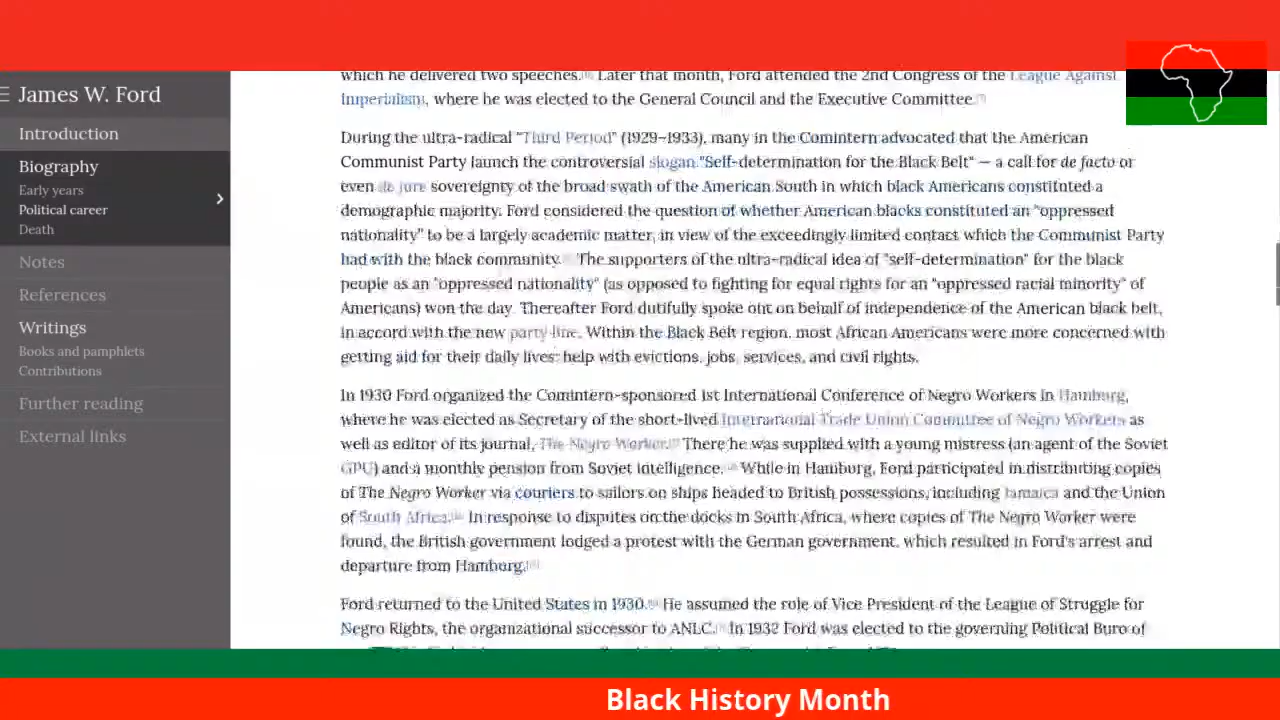 James W. Ford
Introduction
Biography
Early years
Political career
Death
Notes
References
Writings
Books and pamphlets
Contributions
Further reading
External links
which he delivered two speeches. Later that month, Ford attended the 2nd Congress of the League Against
Imperialism, where he was elected to the General Council and the Executive Committee.
During the ultra-radical "Third Period" (1929–1933), many in the Comintern advocated that the American
Communist Party launch the controversial slogan "Self-determination for the Black Belt" — a call for de facto or
even de jure sovereignty of the broad swath of the American South in which black Americans constituted a
demographic majority. Ford considered the question of whether American blacks constituted an "oppressed
nationality" to be a largely academic matter, in view of the exceedingly limited contact which the Communist Party
had with the black community. The supporters of the ultra-radical idea of "self-determination" for the black
people as an "oppressed nationality" (as opposed to fighting for equal rights for an "oppressed racial minority" of
Americans) won the day. Thereafter Ford dutifully spoke out on behalf of independence of the American black belt,
in accord with the new party line. Within the Black Belt region, most African Americans were more concerned with
getting aid for their daily lives: help with evictions, jobs, services, and civil rights.
In 1930 Ford organized the Comintern-sponsored 1st International Conference of Negro Workers in Hamburg,
where he was elected as Secretary of the short-lived International Trade Union Committee of Negro Workers as
well as editor of its journal, The Negro Worker. There he was supplied with a young mistress (an agent of the Soviet
GPU) and a monthly pension from Soviet intelligence. While in Hamburg, Ford participated in distributing copies
of The Negro Worker via couriers to sailors on ships headed to British possessions, including Jamaica and the Union
of South Africa. In response to disputes on the docks in South Africa, where copies of The Negro Worker were
found, the British government lodged a protest with the German government, which resulted in Ford's arrest and
departure from Hamburg.
Ford returned to the United States in 1930. He assumed the role of Vice President of the League of Struggle for
Negro Rights, the organizational successor to ANLC. In 1932 Ford was elected to the governing Political Buro of
Black History Month